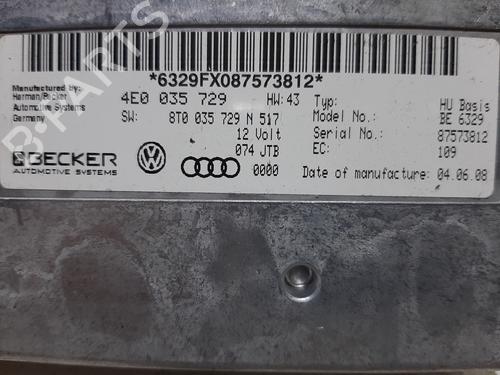 *6329FX087573812*
Manufactured by:
Harman/Becker
Automotive Systems
Germany
4E0 035 729 HW: 43
SW: 8T0 035 729 N 517
12 Volt
074 JTB
0000
Typ: HU Basis
Model No.: BE 6329
Serial No.: 87573812
EC: 109
Date of manufacture: 04.06.08
BECKER
AUTOMOTIVE SYSTEMS
B-PARTS